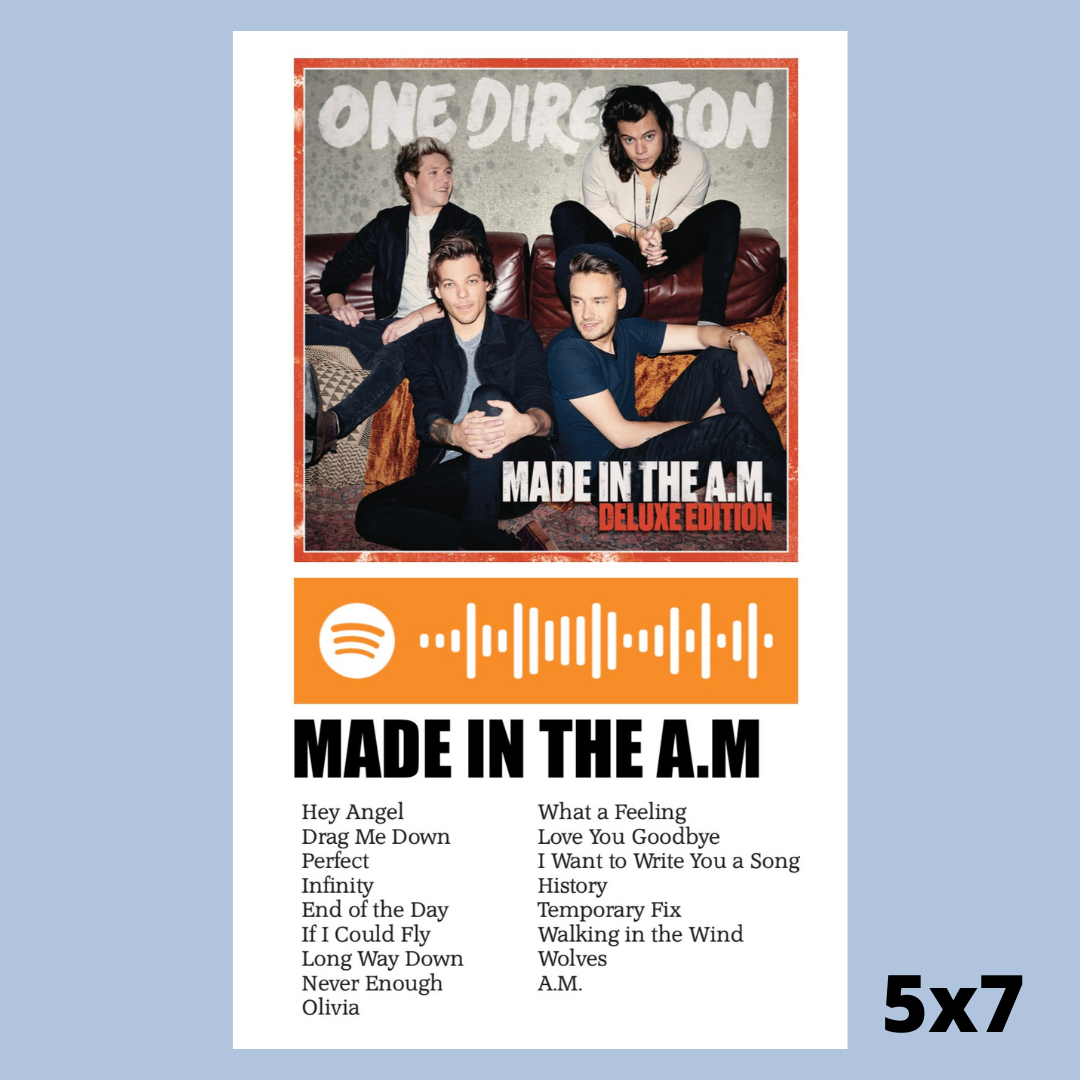 ONE DIRECTION
MADE IN THE A.M.
DELUXE EDITION
MADE IN THE A.M
Hey Angel
Drag Me Down
Perfect
Infinity
End of the Day
If I Could Fly
Long Way Down
Never Enough
Olivia
What a Feeling
Love You Goodbye
I Want to Write You a Song
History
Temporary Fix
Walking in the Wind
Wolves
A.M.
5x7